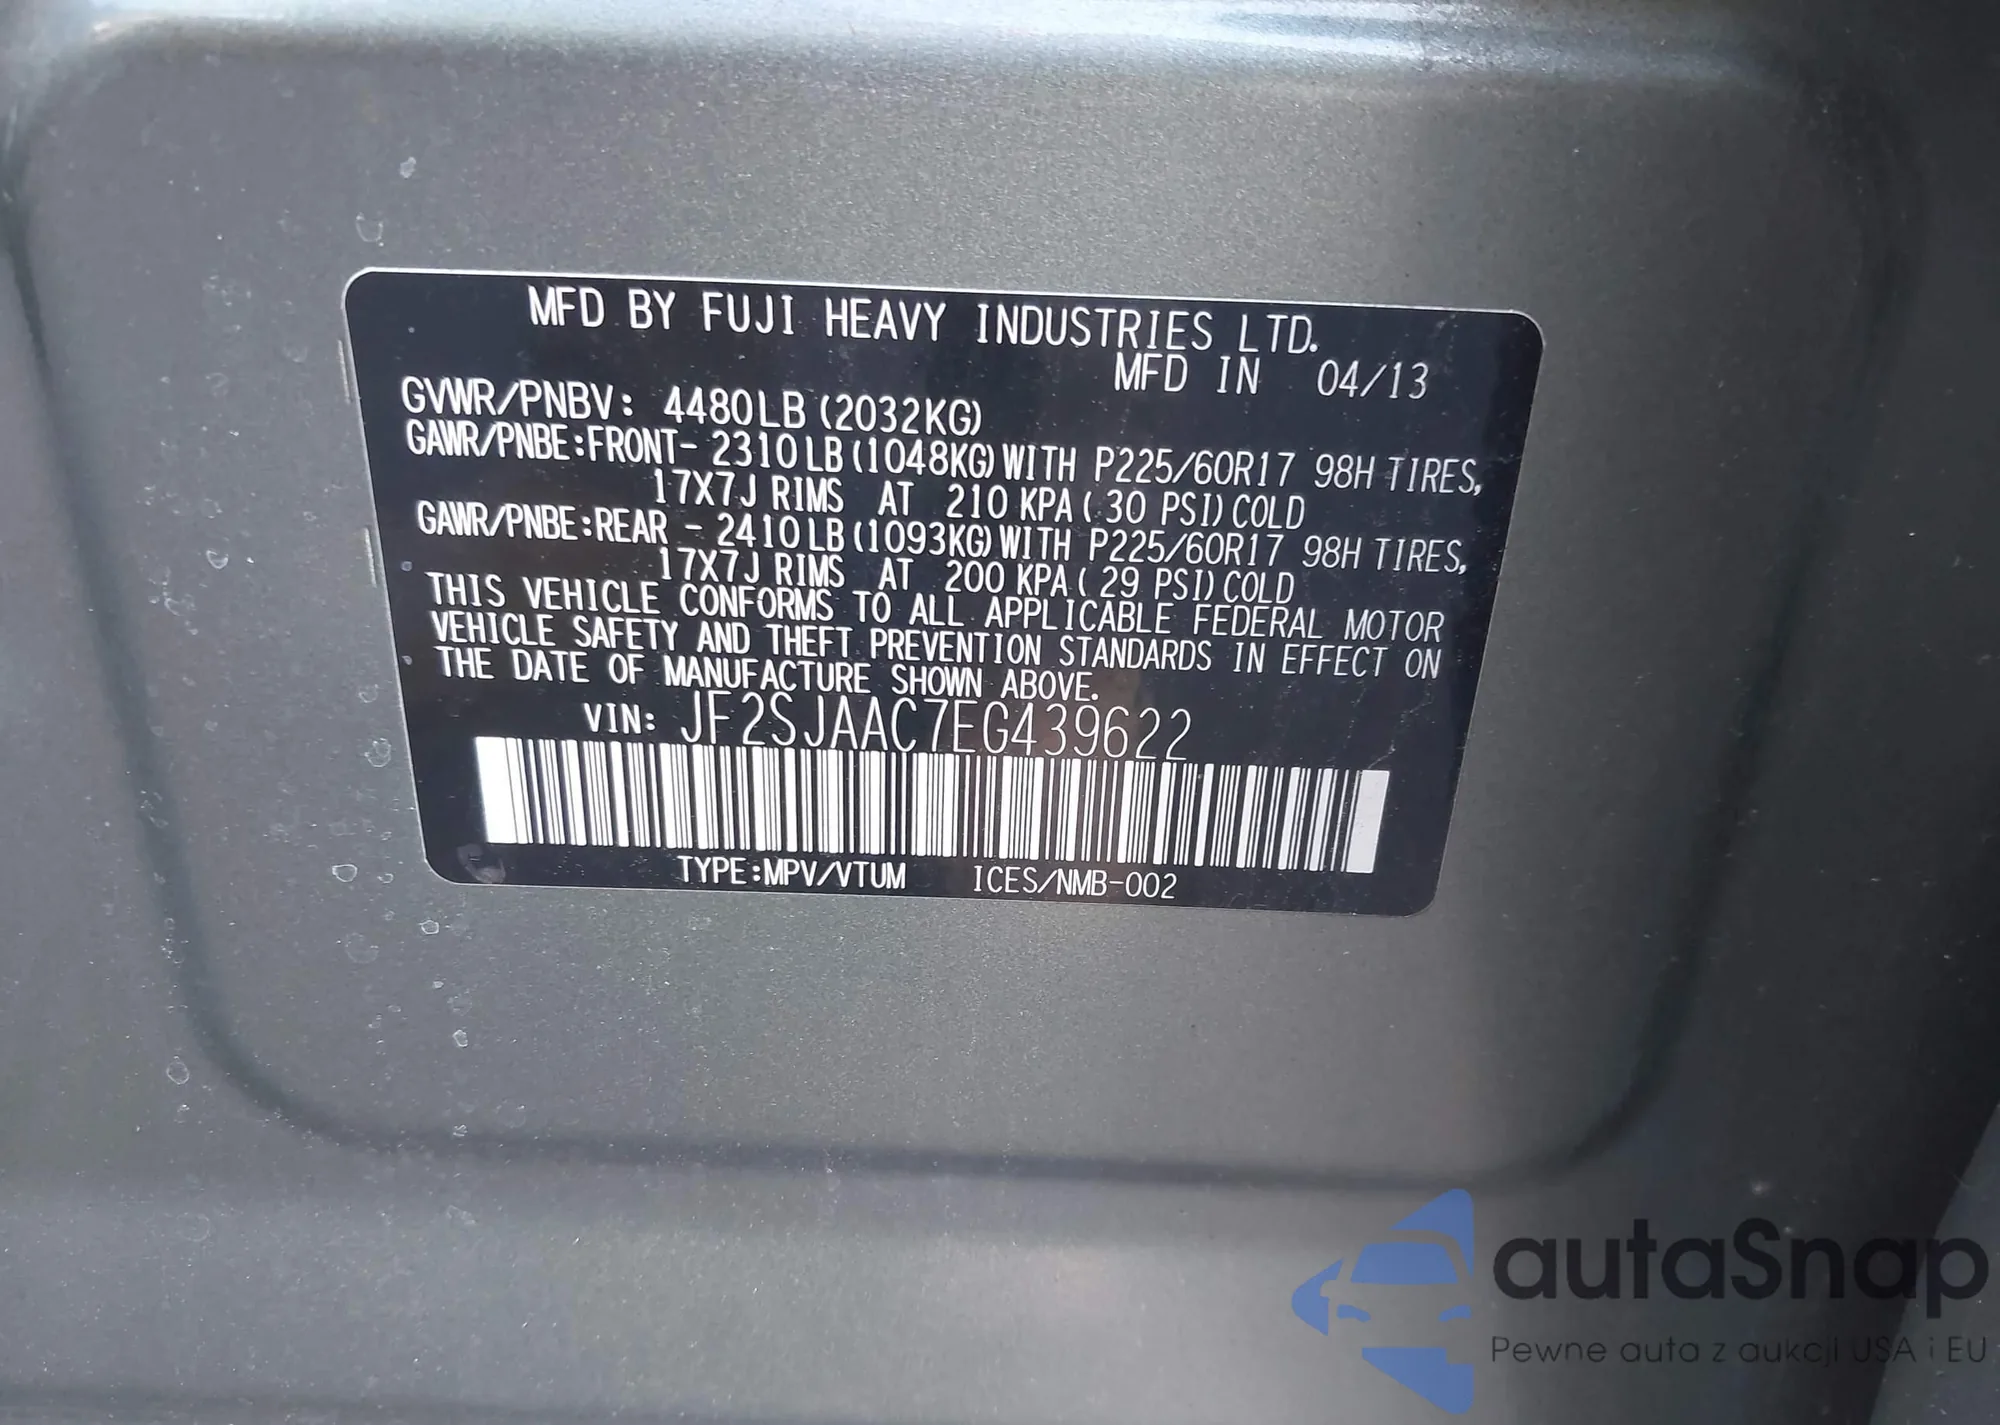 MFD BY FUJI HEAVY INDUSTRIES LTD.
MFD IN 04/13
GVWR/PNBV: 4480LB (2032KG)
GAWR/PNBE:FRONT- 2310LB (1048KG) WITH P225/60R17 98H TIRES,
17X7J RIMS AT 210 KPA ( 30 PSI) COLD
GAWR/PNBE:REAR - 2410LB (1093KG) WITH P225/60R17 98H TIRES,
17X7J RIMS AT 200 KPA ( 29 PSI) COLD
THIS VEHICLE CONFORMS TO ALL APPLICABLE FEDERAL MOTOR
VEHICLE SAFETY AND THEFT PREVENTION STANDARDS IN EFFECT ON
THE DATE OF MANUFACTURE SHOWN ABOVE.
VIN: JF2SJAAC7EG439622
TYPE:MPV/VTUM ICES/NMB-002
autaSnap
Pewne auta z aukcji USA i EU